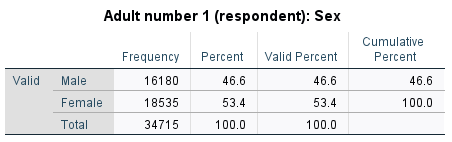 Adult number 1 (respondent): Sex
Frequency Percent Valid Percent Cumulative Percent
Valid Male 16180 46.6 46.6 46.6
Female 18535 53.4 53.4 100.0
Total 34715 100.0 100.0